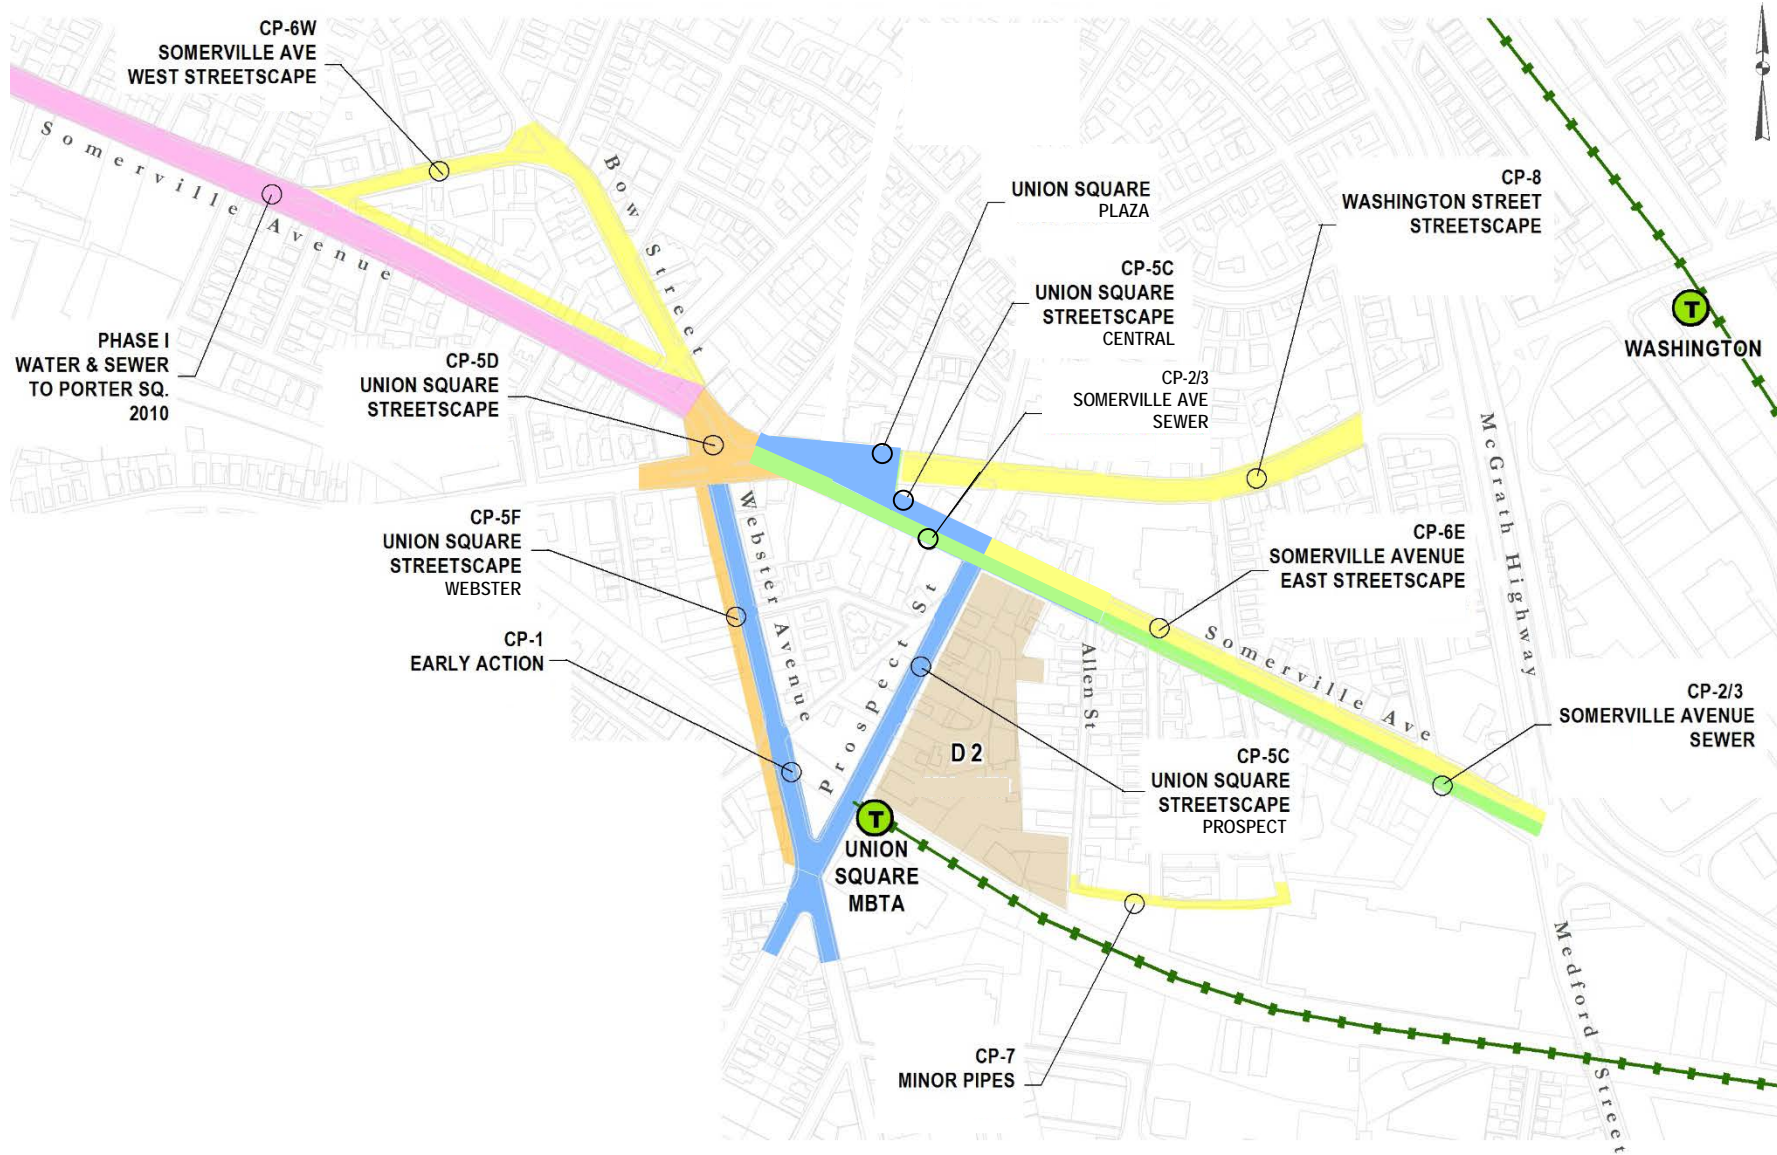 CP-6W
SOMERVILLE AVE
WEST STREETSCAPE
Somerville Avenue
Bow Street
UNION SQUARE
PLAZA
CP-8
WASHINGTON STREET
STREETSCAPE
CP-5C
UNION SQUARE
STREETSCAPE
CENTRAL
T
WASHINGTON
PHASE I
WATER & SEWER
TO PORTER SQ.
2010
CP-5D
UNION SQUARE
STREETSCAPE
CP-2/3
SOMERVILLE AVE
SEWER
McGrath Highway
CP-5F
UNION SQUARE
STREETSCAPE
WEBSTER
Webster Avenue
CP-6E
SOMERVILLE AVENUE
EAST STREETSCAPE
CP-1
EARLY ACTION
Prospect St
Allen St
Somerville Ave
CP-2/3
SOMERVILLE AVENUE
SEWER
D2
CP-5C
UNION SQUARE
STREETSCAPE
PROSPECT
T
UNION
SQUARE
MBTA
Medford Street
CP-7
MINOR PIPES